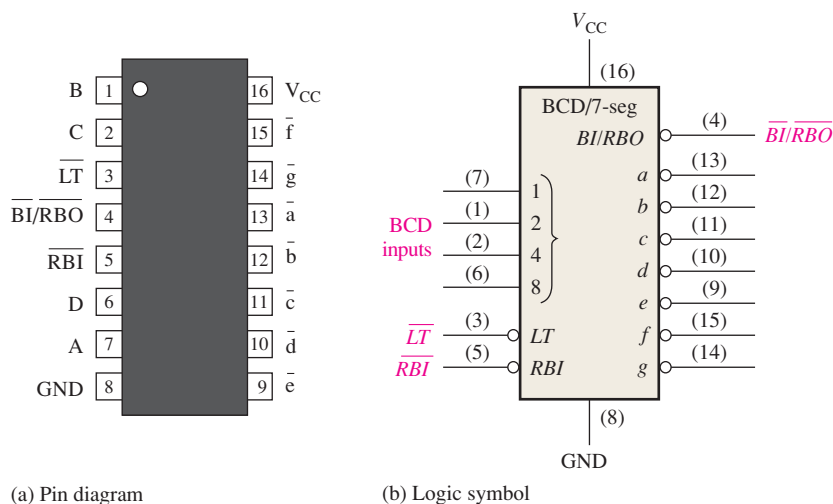 B 1 16 V_CC
C 2 15 f̅
L̅T̅ 3 14 g̅
B̅I̅/R̅B̅O̅ 4 13 a̅
R̅B̅I̅ 5 12 b̅
D 6 11 c̅
A 7 10 d̅
GND 8 9 e̅
(a) Pin diagram
V_CC
(16)
BCD/7-seg
BI/RBO (4) B̅I̅/R̅B̅O̅
a (13)
(7) 1
b (12)
(1) 2
c (11)
BCD inputs
(2) 4
d (10)
(6) 8
e (9)
L̅T̅ (3) LT
f (15)
R̅B̅I̅ (5) RBI
g (14)
(8)
GND
(b) Logic symbol